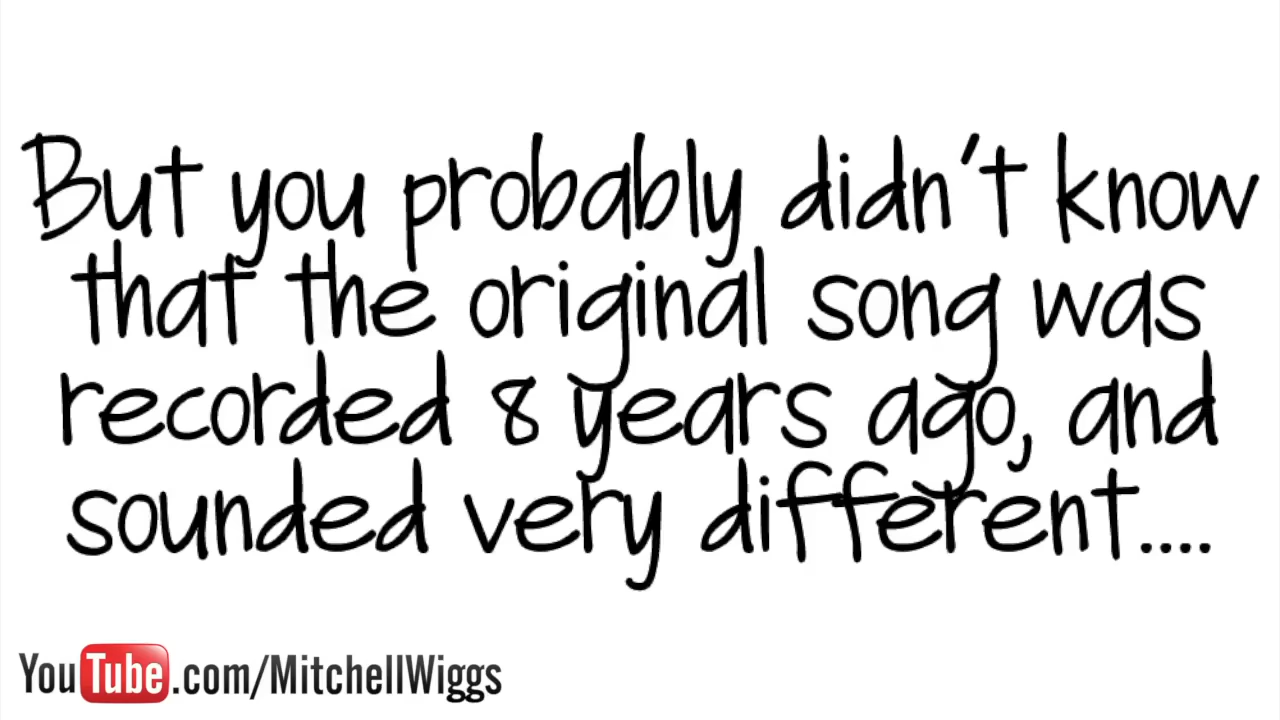 But you probably didn't know
that the original song was
recorded 8 years ago, and
sounded very different....
YouTube.com/MitchellWiggs